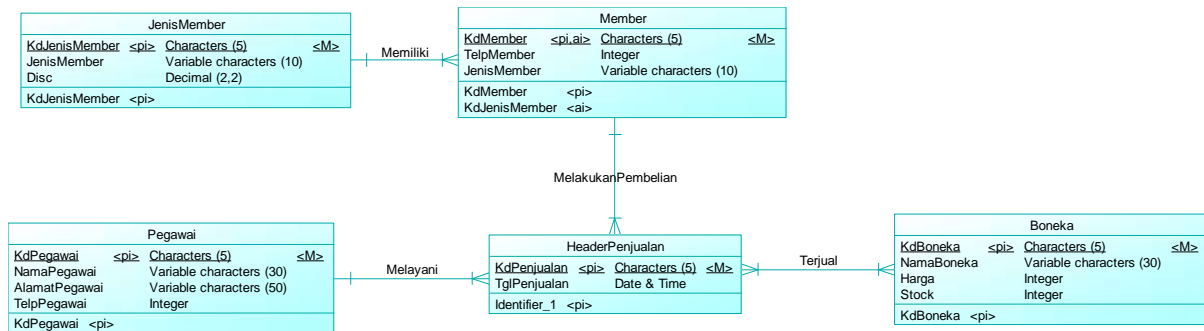 JenisMember
KdJenisMember <pi> Characters (5) <M>
JenisMember Variable characters (10)
Disc Decimal (2,2)
KdJenisMember <pi>
Memiliki
Member
KdMember <pi,ai> Characters (5) <M>
TelpMember Integer
JenisMember Variable characters (10)
KdMember <pi>
KdJenisMember <ai>
MelakukanPembelian
Pegawai
KdPegawai <pi> Characters (5) <M>
NamaPegawai Variable characters (30)
AlamatPegawai Variable characters (50)
TelpPegawai Integer
KdPegawai <pi>
Melayani
HeaderPenjualan
KdPenjualan <pi> Characters (5) <M>
TglPenjualan Date & Time
Identifier_1 <pi>
Terjual
Boneka
KdBoneka <pi> Characters (5) <M>
NamaBoneka Variable characters (30)
Harga Integer
Stock Integer
KdBoneka <pi>